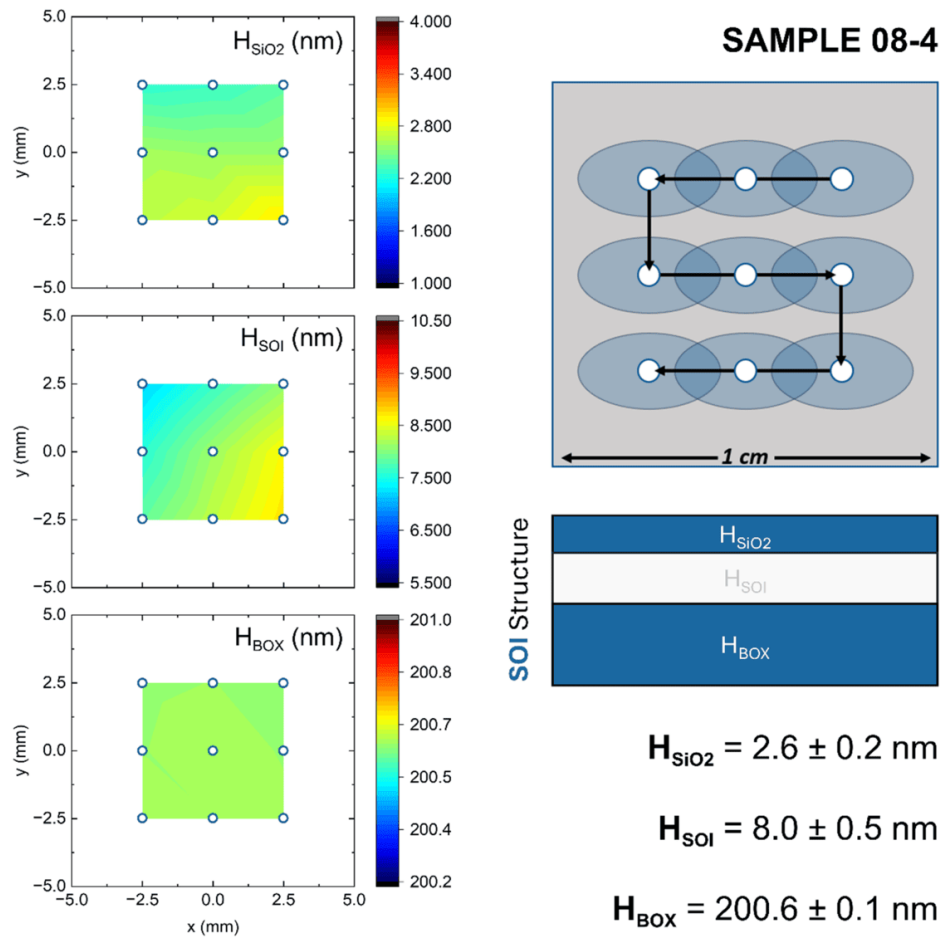 SAMPLE 08-4
H_SiO2 (nm)
5.0
2.5
0.0
−2.5
−5.0
y (mm)
4.000
3.400
2.800
2.200
1.600
1.000
H_SOI (nm)
5.0
2.5
0.0
−2.5
−5.0
y (mm)
10.50
9.500
8.500
7.500
6.500
5.500
H_BOX (nm)
5.0
2.5
0.0
−2.5
−5.0
y (mm)
−5.0
−2.5
0.0
2.5
5.0
x (mm)
201.0
200.8
200.7
200.5
200.4
200.2
1 cm
SOI Structure
H_SiO2
H_SOI
H_BOX
H_SiO2 = 2.6 ± 0.2 nm
H_SOI = 8.0 ± 0.5 nm
H_BOX = 200.6 ± 0.1 nm